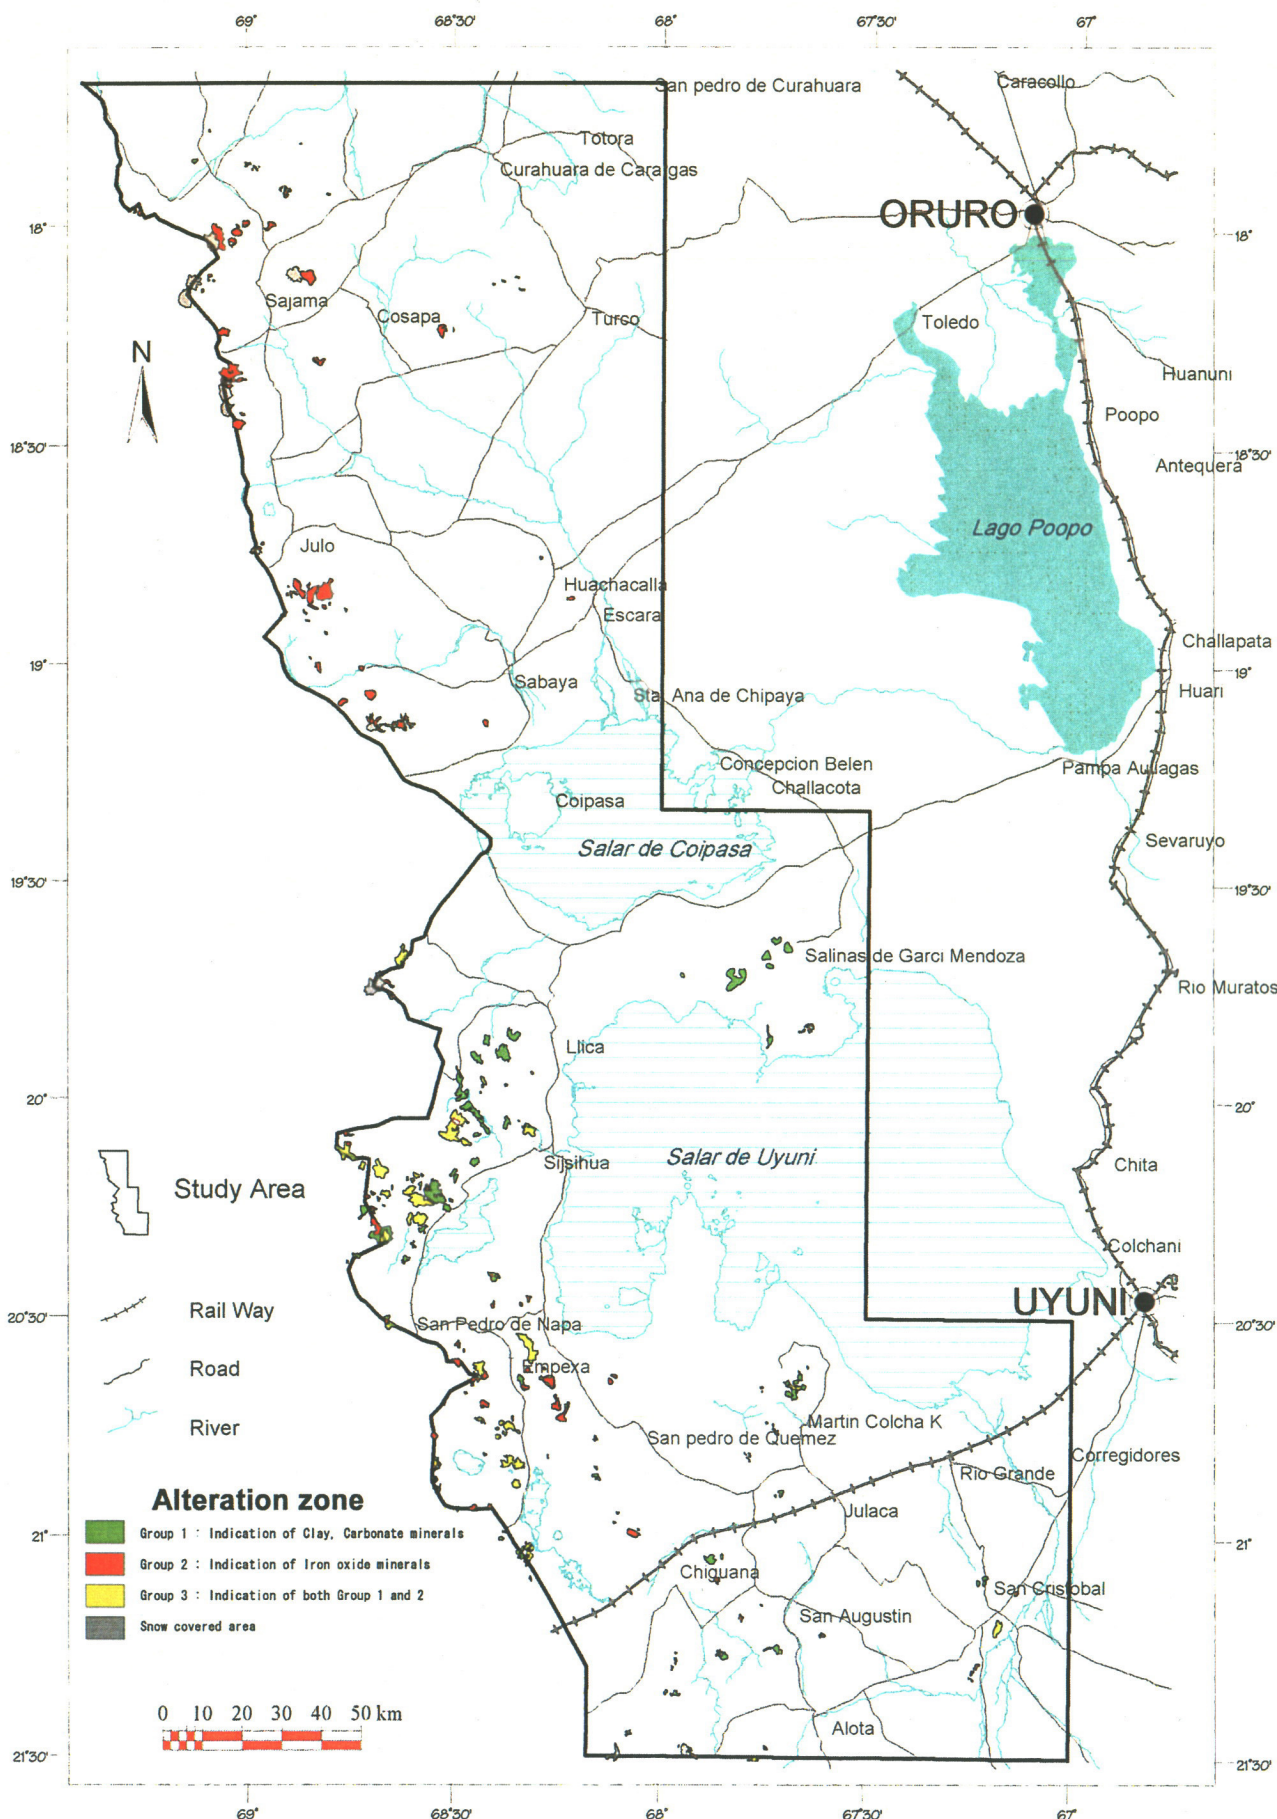 69° 68°30' 68° 67°30' 67°
San pedro de Curahuara
Caracollo
Totora
Curahuara de Carargas
ORURO
18°
18°
Sajama
Cosapa
Turco
Toledo
N
Huanuni
Poopo
18°30'
18°30'
Antequera
Lago Poopo
Julo
Huachacalla
Escara
Challapata
19°
19°
Sabaya
Sta Ana de Chipaya
Huari
Concepcion Belen
Pampa Aullagas
Challacota
Coipasa
Salar de Coipasa
Sevaruyo
19°30'
19°30'
Salinas de Garci Mendoza
Rio Muratos
Llica
20°
20°
Salar de Uyuni
Sijsihua
Chita
Study Area
Colchani
UYUNI
Rail Way
20°30'
20°30'
San Pedro de Napa
Empexa
Road
Martin Colcha K
River
San pedro de Quemez
Corregidores
Rio Grande
Alteration zone
Julaca
Group 1 : Indication of Clay, Carbonate minerals
21°
21°
Group 2 : Indication of Iron oxide minerals
Chiguana
San Cristobal
Group 3 : Indication of both Group 1 and 2
San Augustin
Snow covered area
0 10 20 30 40 50 km
Alota
21°30'
21°30'
69° 68°30' 68° 67°30' 67°